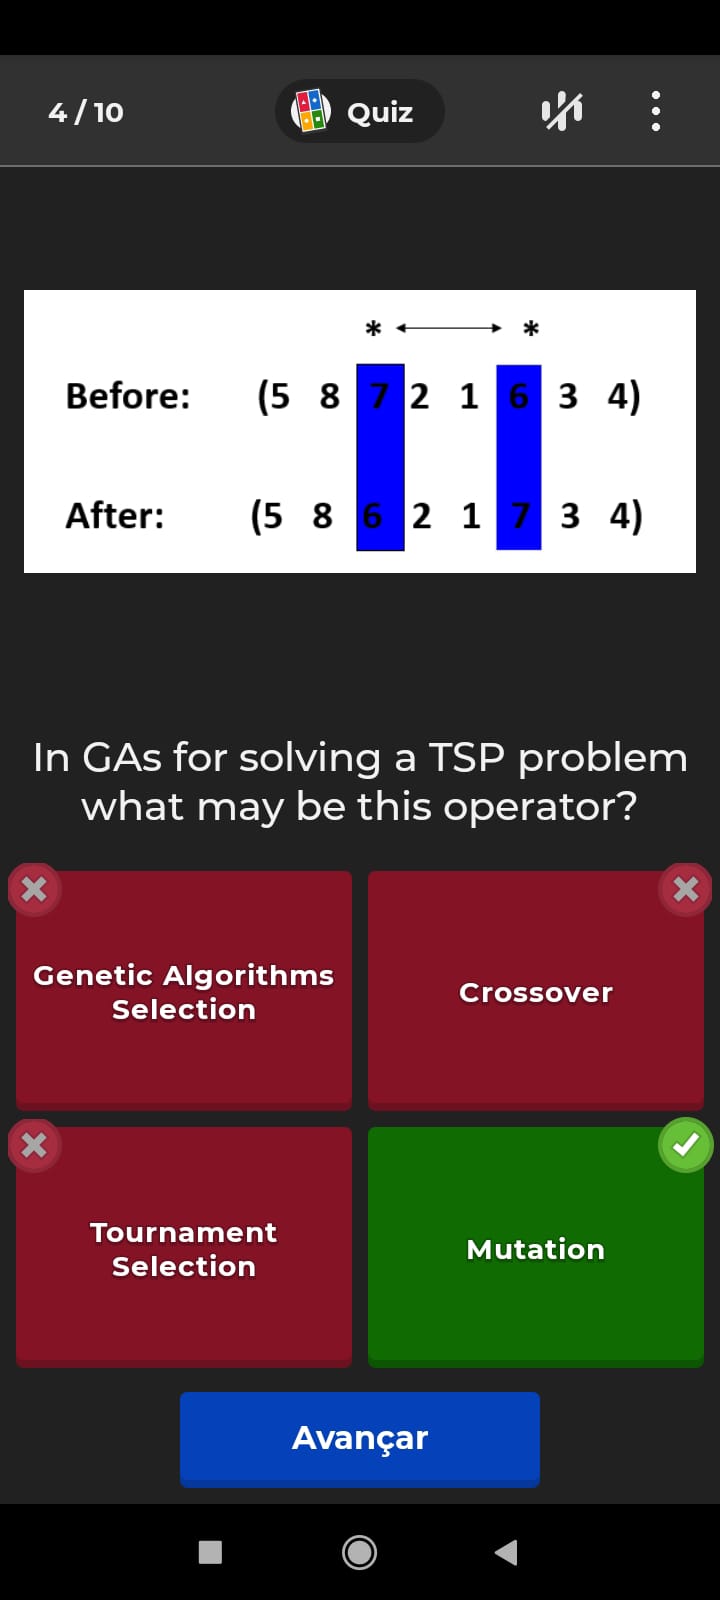 4 / 10
Quiz
* *
Before: (5 8 7 2 1 6 3 4)
After: (5 8 6 2 1 7 3 4)
In GAs for solving a TSP problem
what may be this operator?
Genetic Algorithms
Selection
Crossover
Tournament
Selection
Mutation
Avançar